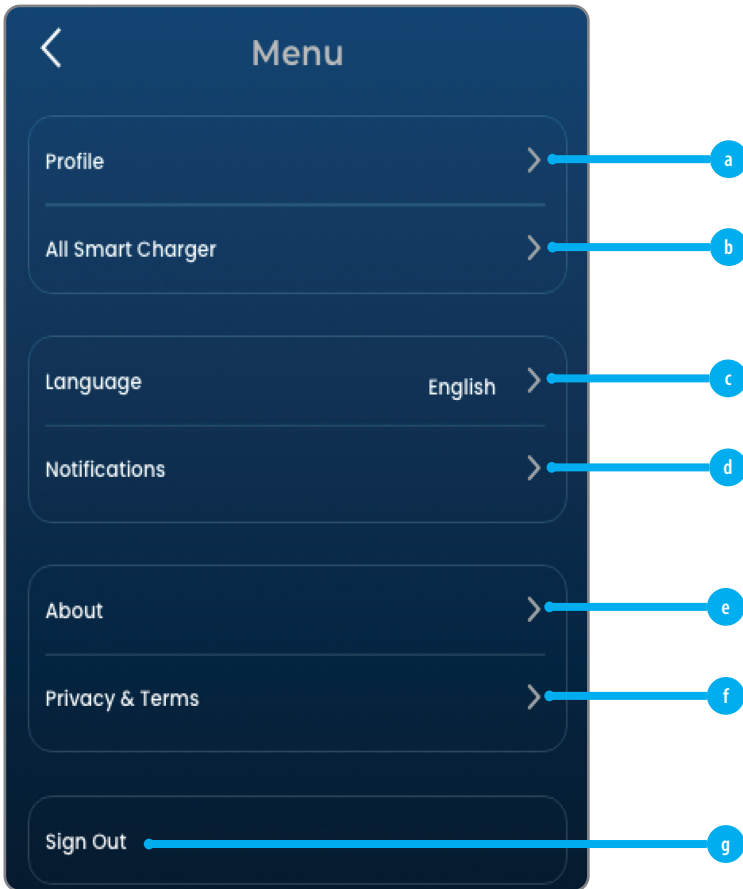 Menu
Profile
a
All Smart Charger
b
Language English
c
Notifications
d
About
e
Privacy & Terms
f
Sign Out
g